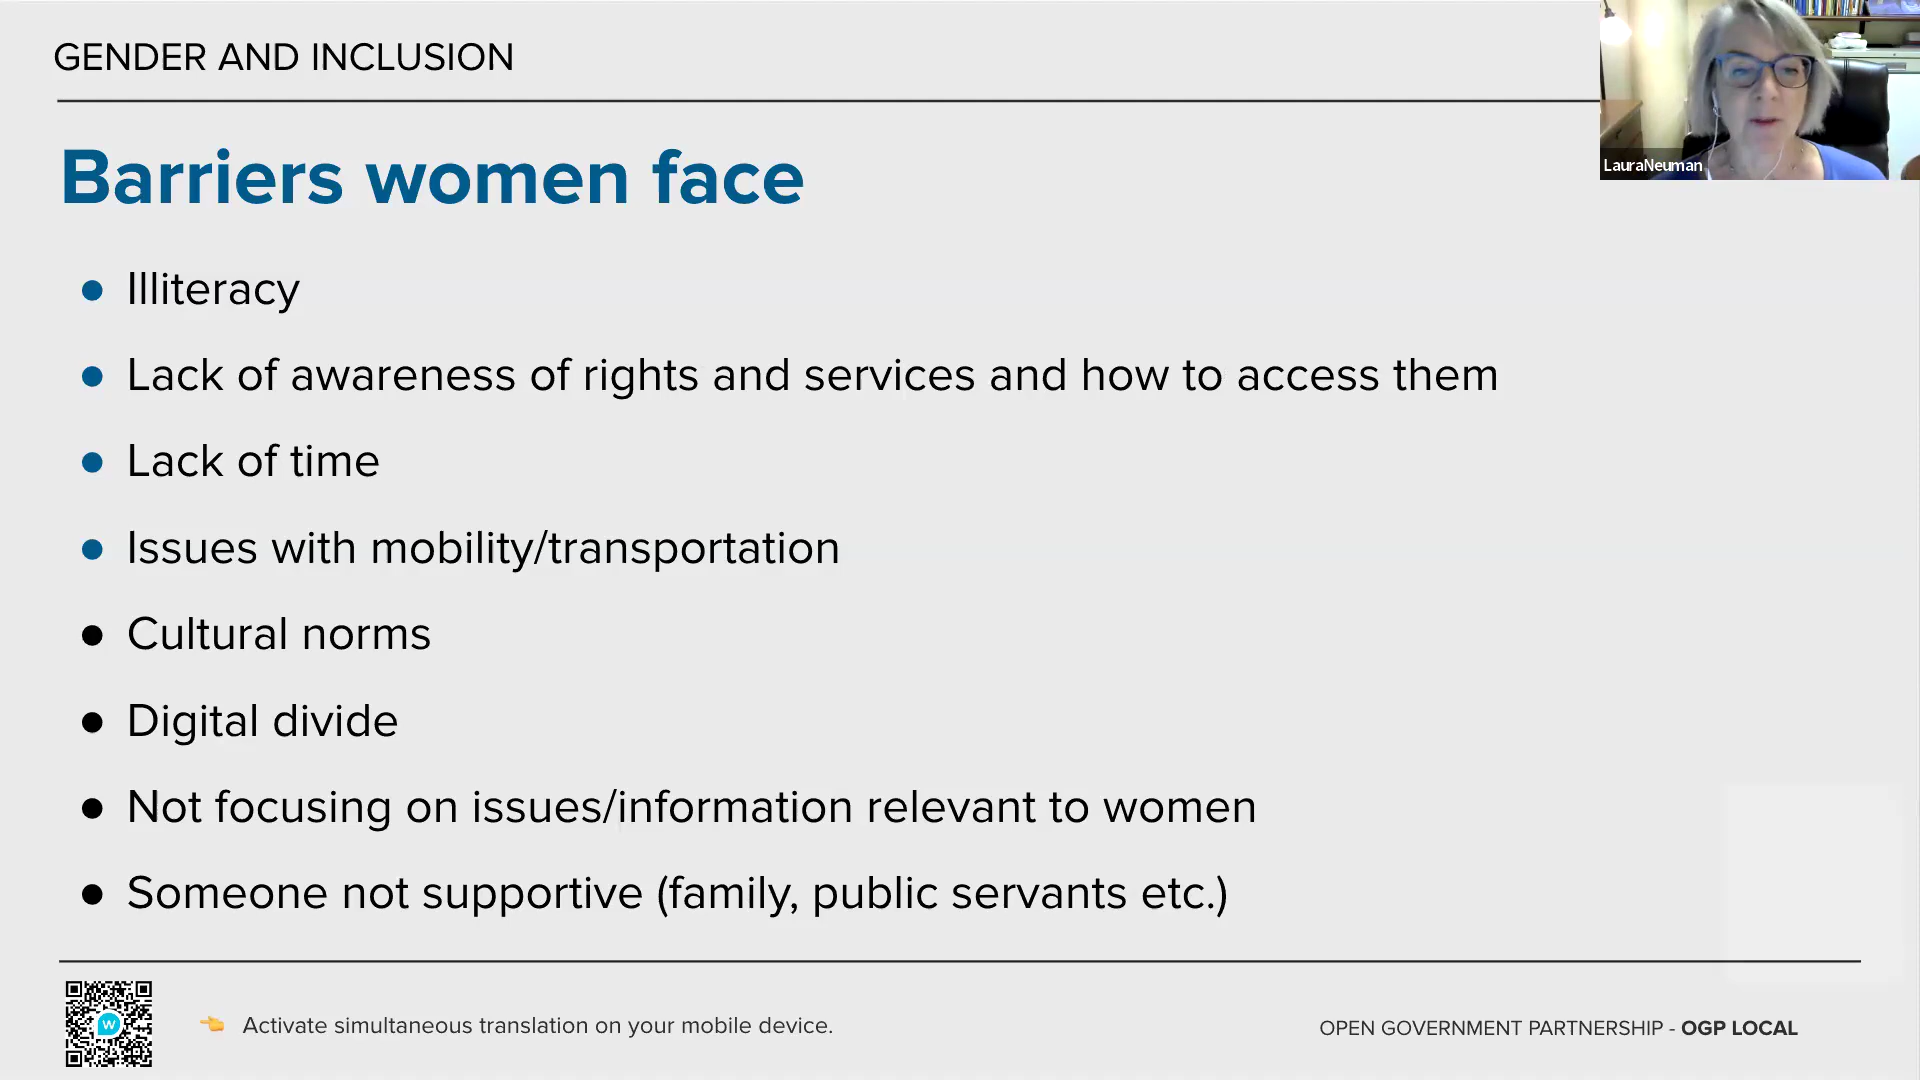 GENDER AND INCLUSION
LauraNeuman
Barriers women face
● Illiteracy
● Lack of awareness of rights and services and how to access them
● Lack of time
● Issues with mobility/transportation
● Cultural norms
● Digital divide
● Not focusing on issues/information relevant to women
● Someone not supportive (family, public servants etc.)
w
Activate simultaneous translation on your mobile device.
OPEN GOVERNMENT PARTNERSHIP - OGP LOCAL